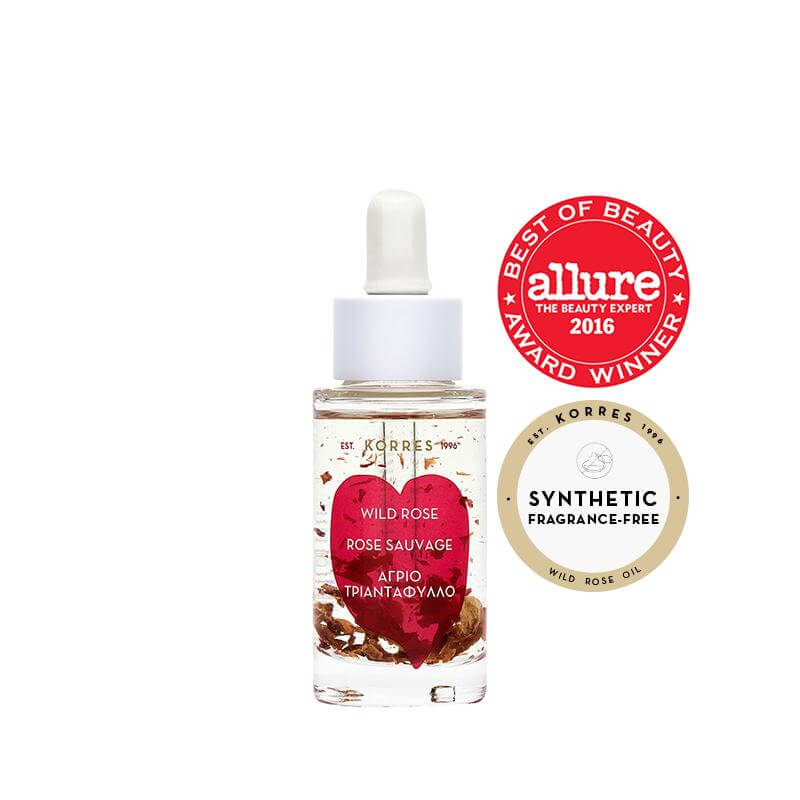 EST. KORRES 1996™
WILD ROSE
ROSE SAUVAGE
ΑΓΡΙΟ
ΤΡΙΑΝΤΑΦΥΛΛΟ
BEST OF BEAUTY
allure
THE BEAUTY EXPERT
2016
AWARD WINNER
EST. KORRES 1996
SYNTHETIC
FRAGRANCE-FREE
WILD ROSE OIL